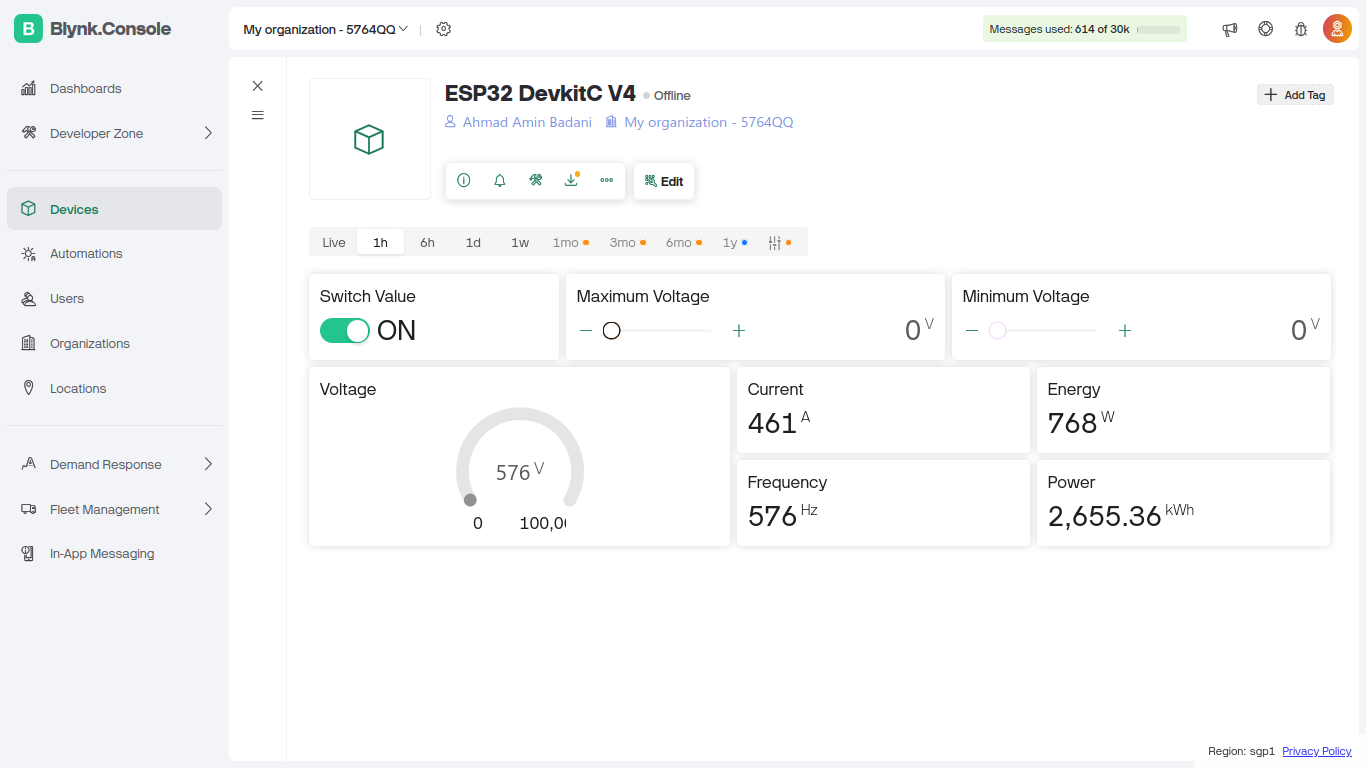 B Blynk.Console
My organization - 5764QQ
Messages used: 614 of 30k
Dashboards
Developer Zone
Devices
Automations
Users
Organizations
Locations
Demand Response
Fleet Management
In-App Messaging
ESP32 DevkitC V4 Offline
Add Tag
Ahmad Amin Badani My organization - 5764QQ
Edit
Live 1h 6h 1d 1w 1mo 3mo 6mo 1y
Switch Value
ON
Maximum Voltage
0 V
Minimum Voltage
0 V
Voltage
576 V
0 100,00
Current
461 A
Energy
768 W
Frequency
576 Hz
Power
2,655.36 kWh
Region: sgp1 Privacy Policy